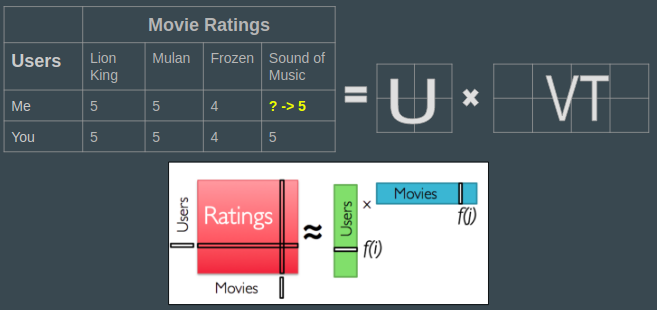 Movie Ratings
Users Lion King Mulan Frozen Sound of Music
Me 5 5 4 ? -> 5
You 5 5 4 5
= U × VT
Users Ratings ≈ Users × Movies
f(i) f(j)
Movies